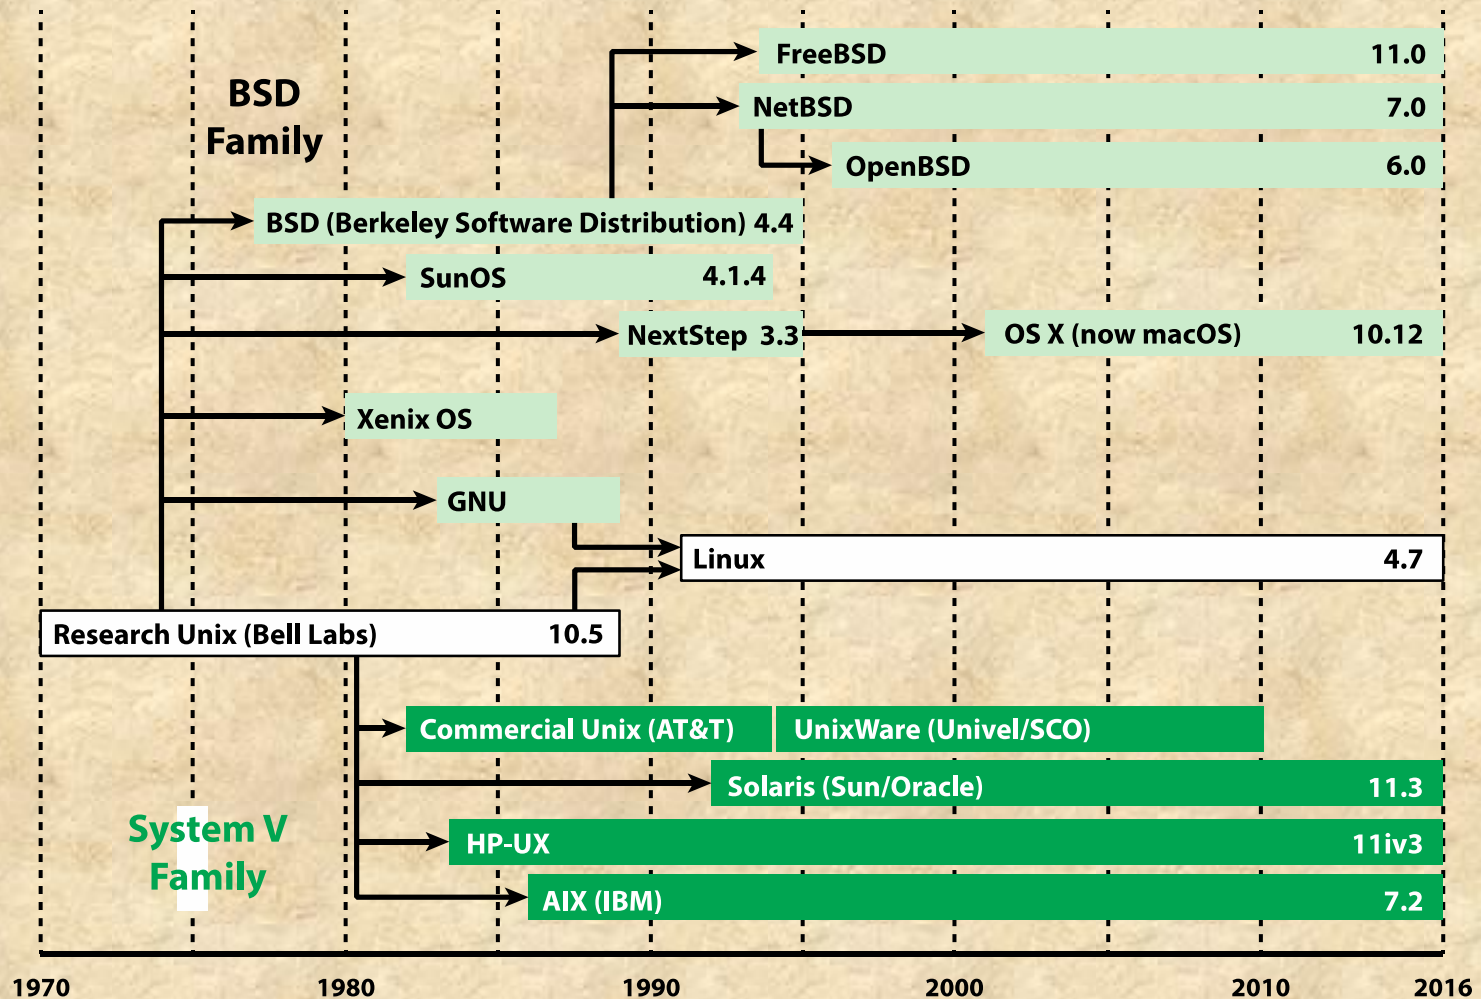 FreeBSD 11.0
BSD
Family
NetBSD 7.0
OpenBSD 6.0
BSD (Berkeley Software Distribution) 4.4
SunOS 4.1.4
NextStep 3.3
OS X (now macOS) 10.12
Xenix OS
GNU
Linux 4.7
Research Unix (Bell Labs) 10.5
Commercial Unix (AT&T)
UnixWare (Univel/SCO)
Solaris (Sun/Oracle) 11.3
System V
Family
HP-UX 11iv3
AIX (IBM) 7.2
1970 1980 1990 2000 2010 2016